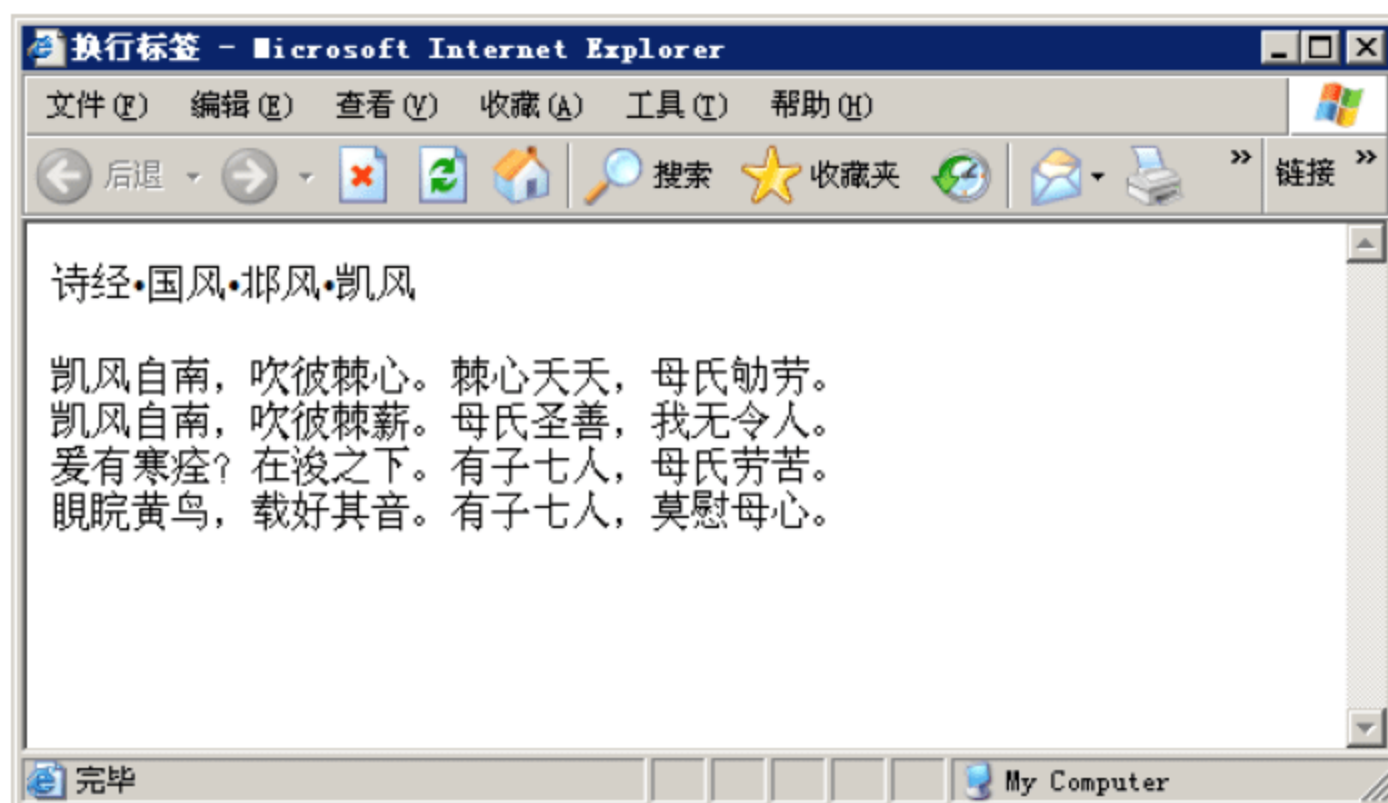 换行标签 - Microsoft Internet Explorer
文件(F) 编辑(E) 查看(V) 收藏(A) 工具(T) 帮助(H)
后退 搜索 收藏夹 » 链接 »
诗经•国风•邶风•凯风
凯风自南，吹彼棘心。棘心夭夭，母氏劬劳。
凯风自南，吹彼棘薪。母氏圣善，我无令人。
爰有寒痊？在浚之下。有子七人，母氏劳苦。
睍睆黄鸟，载好其音。有子七人，莫慰母心。
完毕 My Computer